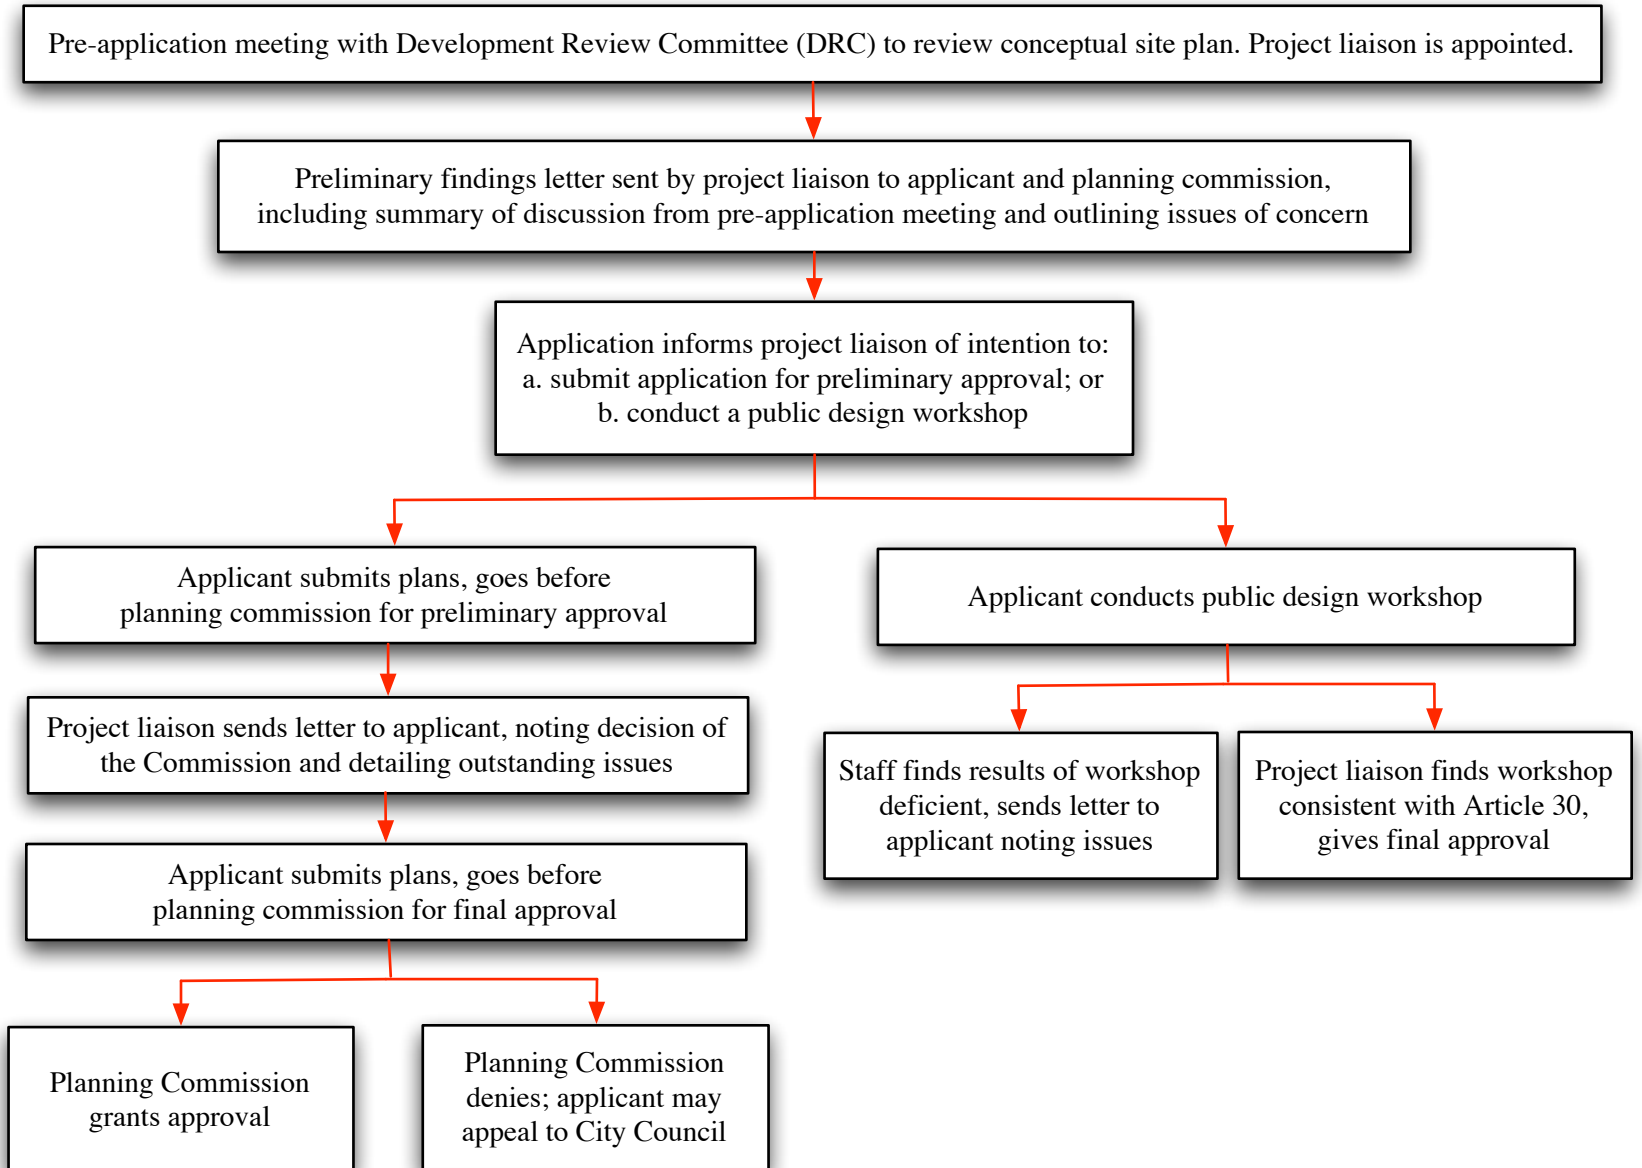 Pre-application meeting with Development Review Committee (DRC) to review conceptual site plan. Project liaison is appointed.
Preliminary findings letter sent by project liaison to applicant and planning commission,
including summary of discussion from pre-application meeting and outlining issues of concern
Application informs project liaison of intention to:
a. submit application for preliminary approval; or
b. conduct a public design workshop
Applicant submits plans, goes before
planning commission for preliminary approval
Applicant conducts public design workshop
Project liaison sends letter to applicant, noting decision of
the Commission and detailing outstanding issues
Staff finds results of workshop
deficient, sends letter to
applicant noting issues
Project liaison finds workshop
consistent with Article 30,
gives final approval
Applicant submits plans, goes before
planning commission for final approval
Planning Commission
grants approval
Planning Commission
denies; applicant may
appeal to City Council